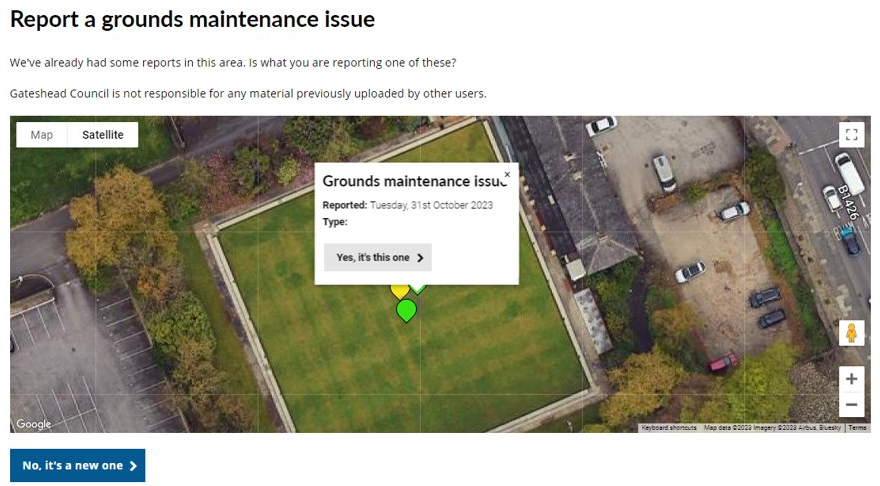 Report a grounds maintenance issue
We've already had some reports in this area. Is what you are reporting one of these?
Gateshead Council is not responsible for any material previously uploaded by other users.
Map Satellite
Grounds maintenance issue
×
Reported: Tuesday, 31st October 2023
Type:
Yes, it's this one
B1426
+
−
Google
Keyboard shortcuts Map data ©2023 Imagery ©2023 Airbus, Bluesky Terms
No, it's a new one